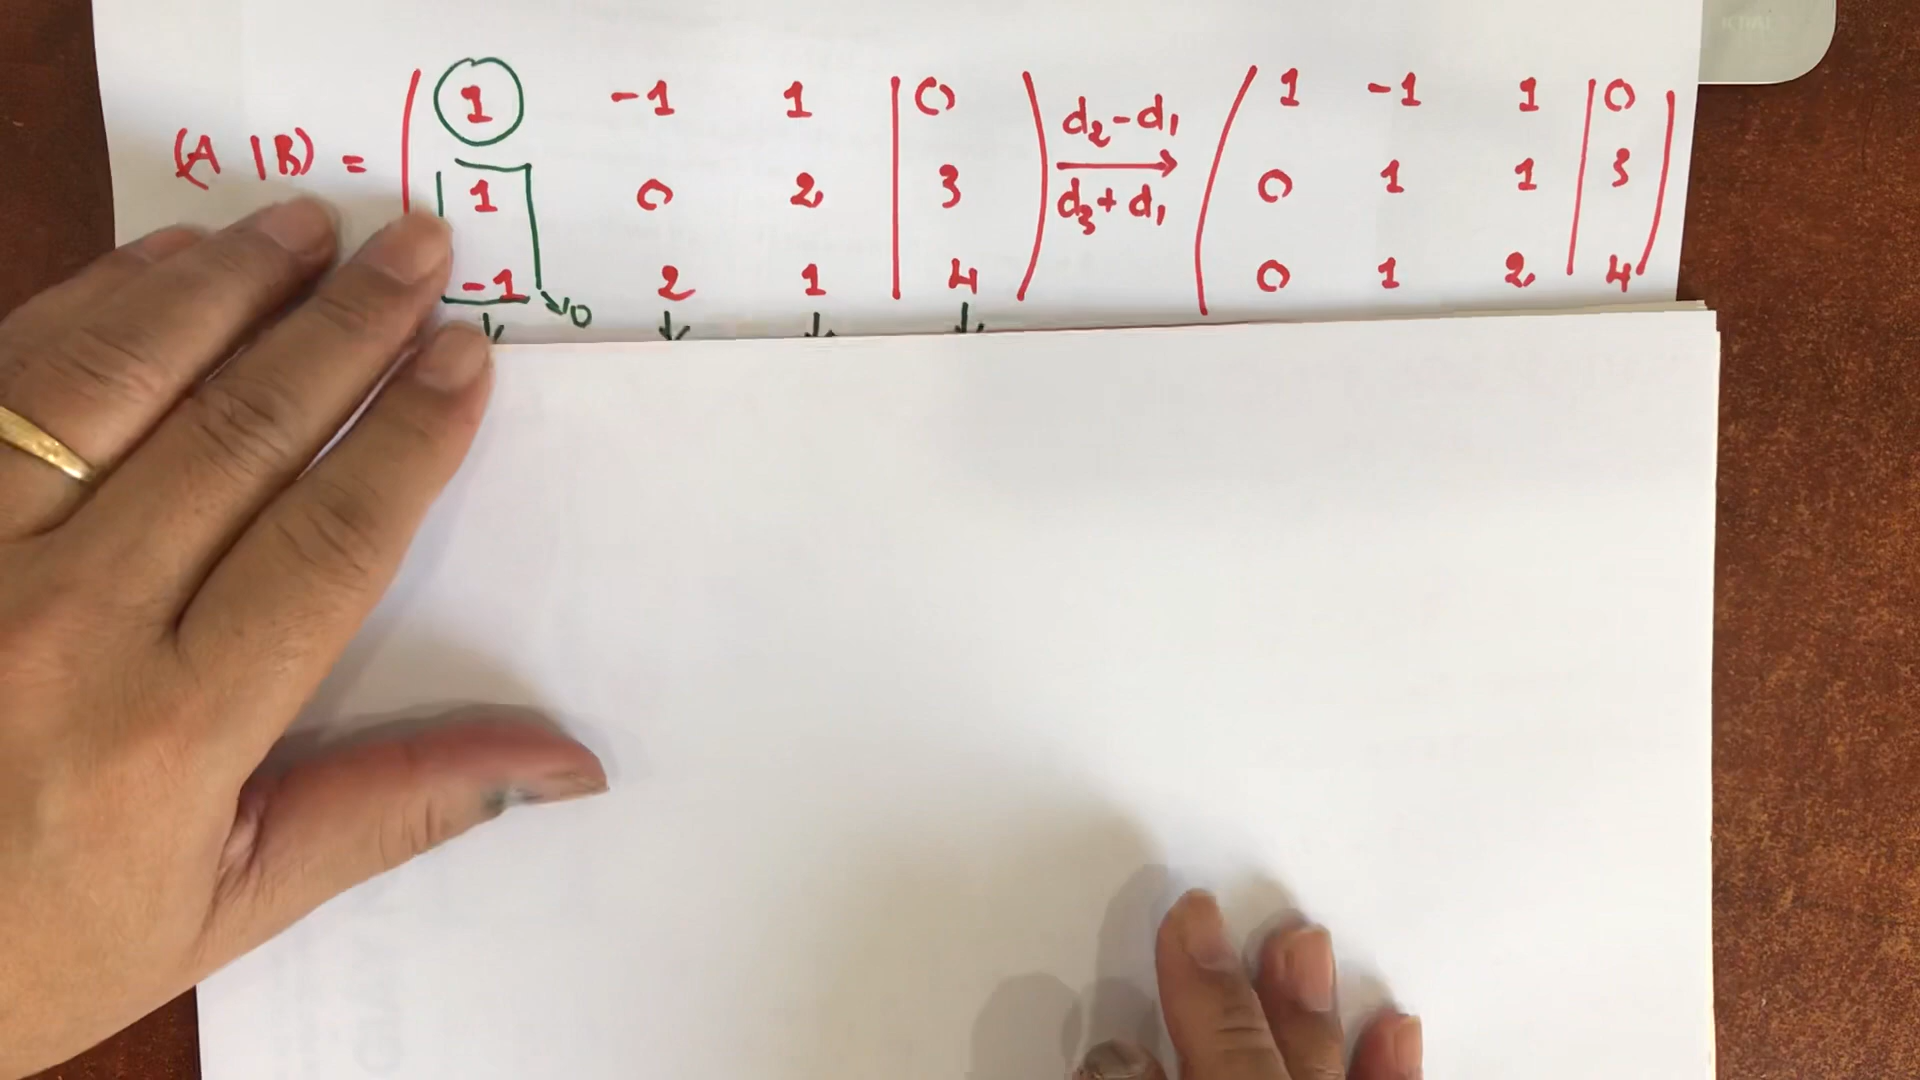 1 -1 1 | 0 d₂-d₁ 1 -1 1 | 0
(A | B) = ( 1 0 2 | 3 ) → ( 0 1 1 | 3 )
d₃+d₁
-1 2 1 | 4 0 1 2 | 4
↓ ↓ ↓ ↓ 0